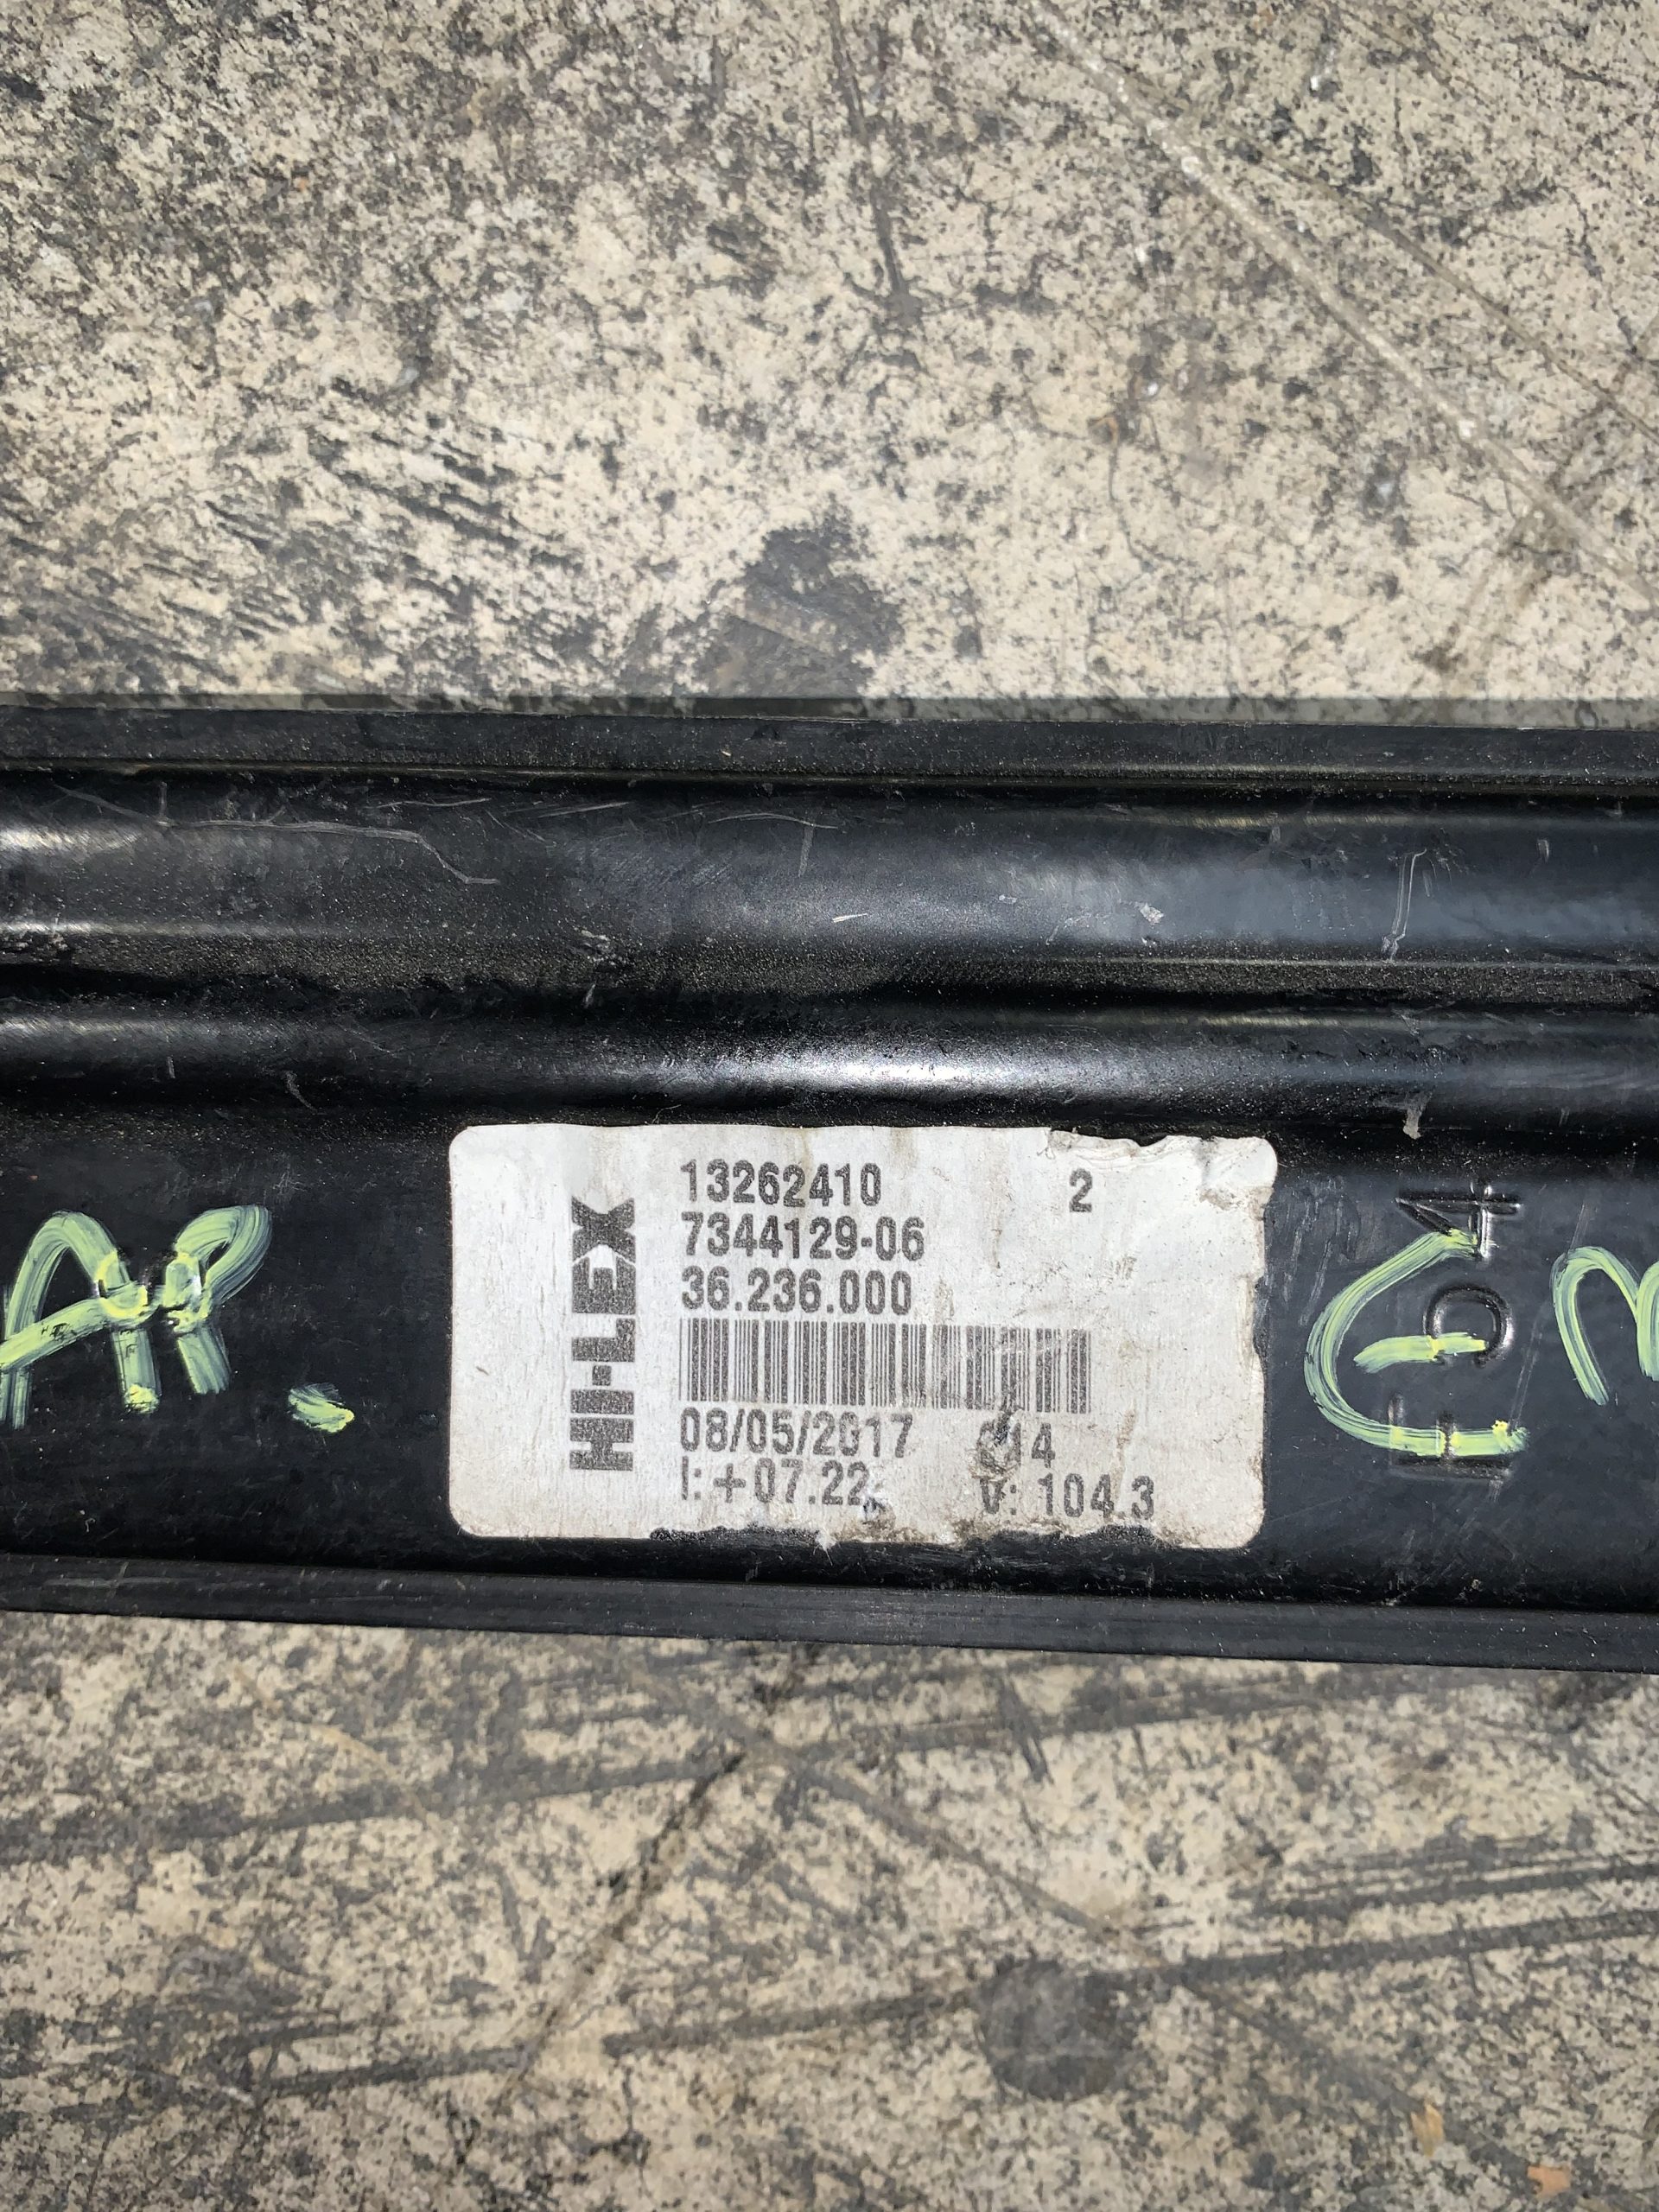 AP.
HI-LEX
13262410 2
7344129-06
36.236.000
08/05/2017
I: +07.22 V: 104.3